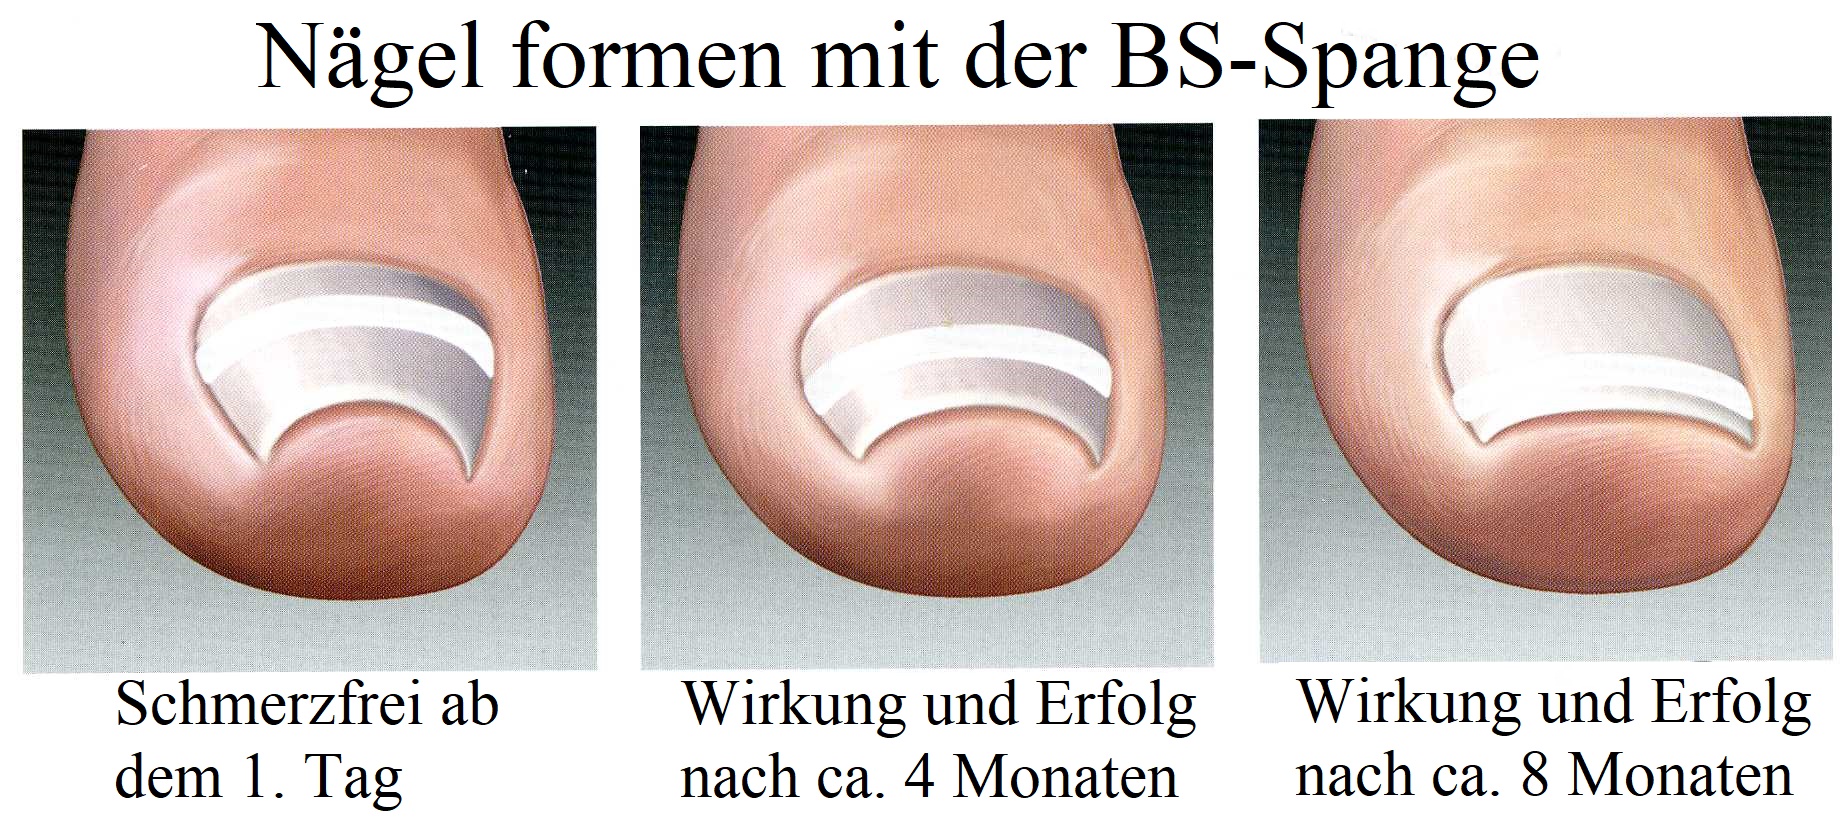 Nägel formen mit der BS-Spange
Schmerzfrei ab
dem 1. Tag
Wirkung und Erfolg
nach ca. 4 Monaten
Wirkung und Erfolg
nach ca. 8 Monaten